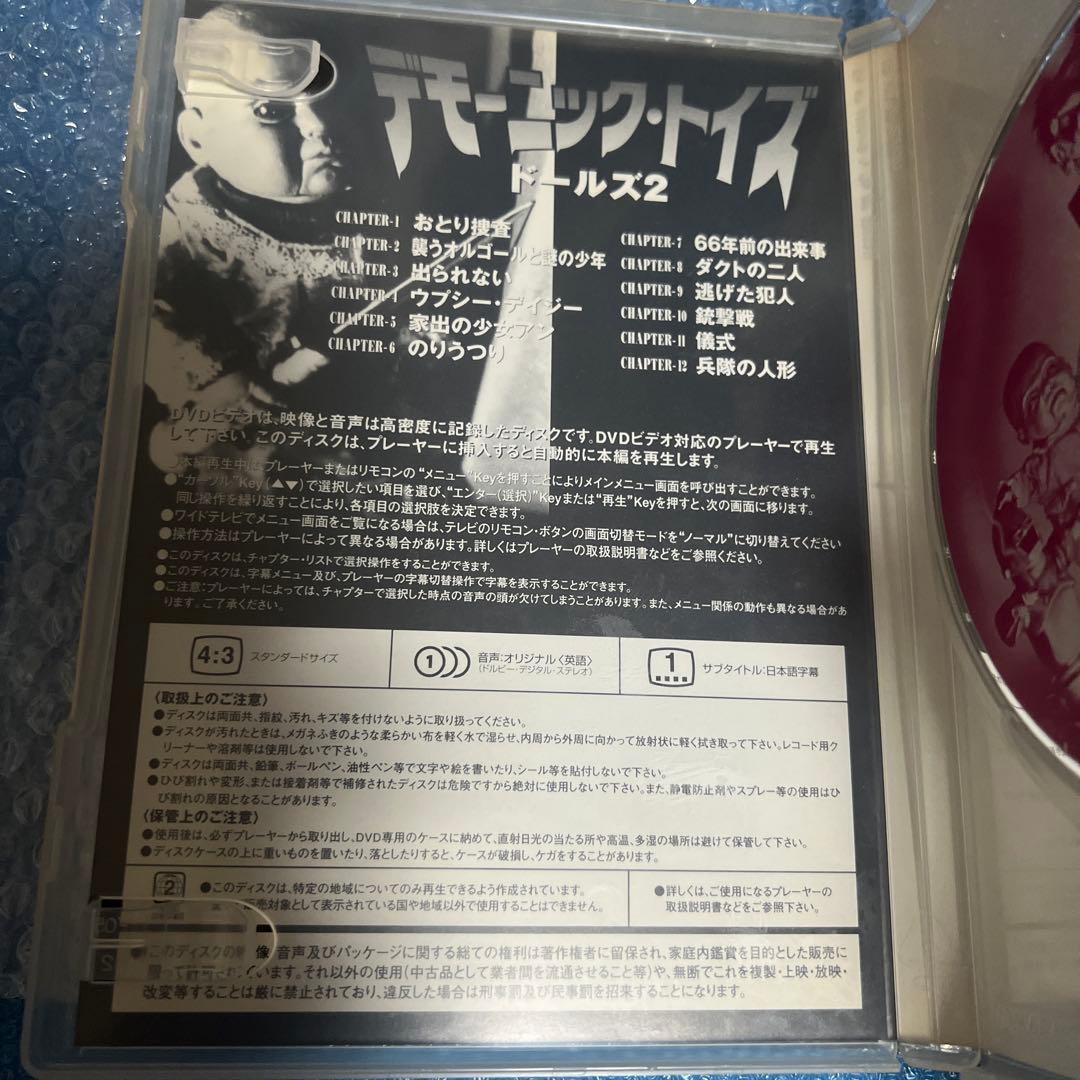 デモーニック・トイズ
ドールズ2
CHAPTER-1 おとり捜査
CHAPTER-2 襲うオルゴールと謎の少年
CHAPTER-3 出られない
CHAPTER-4 ウプシー・デイジー
CHAPTER-5 家出の少女アン
CHAPTER-6 のりうつり
CHAPTER-7 66年前の出来事
CHAPTER-8 ダクトの二人
CHAPTER-9 逃げた犯人
CHAPTER-10 銃撃戦
CHAPTER-11 儀式
CHAPTER-12 兵隊の人形
DVDビデオは、映像と音声は高密度に記録したディスクです。DVDビデオ対応のプレーヤーで再生
して下さい。このディスクは、プレーヤーに挿入すると自動的に本編を再生します。
●本編再生中にプレーヤーまたはリモコンの“メニュー”Keyを押すことによりメインメニュー画面を呼び出すことができます。
“カーソル”Key(▲▼)で選択したい項目を選び、“エンター(選択)”Keyまたは“再生”Keyを押すと、次の画面に移ります。
同じ操作を繰り返すことにより、各項目の選択肢を決定できます。
●ワイドテレビでメニュー画面をご覧になる場合は、テレビのリモコン・ボタンの画面切替モードを“ノーマル”に切り替えてください
●操作方法はプレーヤーによって異なる場合があります。詳しくはプレーヤーの取扱説明書などをご参照ください。
●このディスクは、チャプター・リストで選択操作をすることができます。
●このディスクは、字幕メニュー及び、プレーヤーの字幕切替操作で字幕を表示することができます。
●ご注意:プレーヤーによっては、チャプターで選択した時点の音声の頭が欠けてしまうことがあります。また、メニュー関係の動作も異なる場合があ
ります。ご了承ください。
4:3 スタンダードサイズ
1 音声:オリジナル〈英語〉
(ドルビー・デジタル・ステレオ)
1 サブタイトル:日本語字幕
〈取扱上のご注意〉
●ディスクは両面共、指紋、汚れ、キズ等を付けないように取り扱ってください。
●ディスクが汚れたときは、メガネふきのような柔らかい布を軽く水で湿らせ、内周から外周に向かって放射状に軽く拭き取って下さい。レコード用ク
リーナーや溶剤等は使用しないで下さい。
●ディスクは両面共、鉛筆、ボールペン、油性ペン等で文字や絵を書いたり、シール等を貼付しないで下さい。
●ひび割れや変形、または接着剤等で補修されたディスクは危険ですから絶対に使用しないで下さい。また、静電防止剤やスプレー等の使用はひ
び割れの原因となることがあります。
〈保管上のご注意〉
●使用後は、必ずプレーヤーから取り出し、DVD専用のケースに納めて、直射日光の当たる所や高温、多湿の場所は避けて保管して下さい。
●ディスクケースの上に重いものを置いたり、落としたりすると、ケースが破損し、ケガをすることがあります。
2
●このディスクは、特定の地域についてのみ再生できるよう作成されています。
売対象として表示されている国や地域以外で使用することはできません。
●詳しくは、ご使用になるプレーヤーの
取扱説明書などをご参照下さい。
●このディスクの映像、音声及びパッケージに関する総ての権利は著作権者に留保され、家庭内鑑賞を目的とした販売に
限って許可されています。それ以外の使用(中古品として業者間を流通させること等)や、無断でこれを複製・上映・放映・
改変等することは厳に禁止されており、違反した場合は刑事罰及び民事罰を招来することになります。